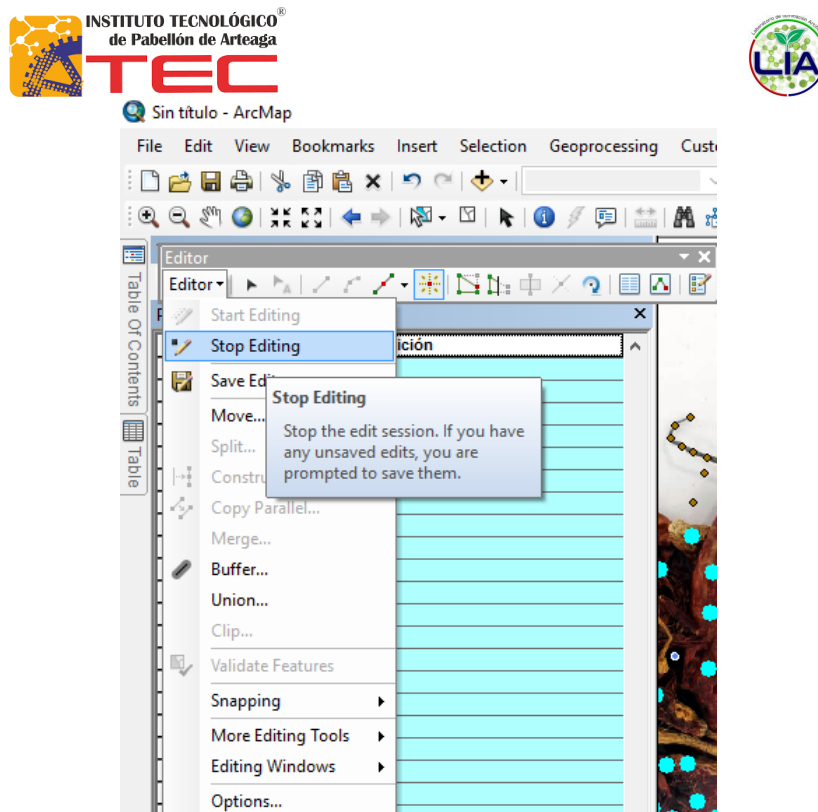 INSTITUTO TECNOLÓGICO®
de Pabellón de Arteaga
TEC
LIA
Sin título - ArcMap
File Edit View Bookmarks Insert Selection Geoprocessing Cust
Editor
Editor
Table Of Contents
Table
Start Editing
Stop Editing
ición
Save Ed
Stop Editing
Stop the edit session. If you have
any unsaved edits, you are
prompted to save them.
Move...
Split...
Constru
Copy Parallel...
Merge...
Buffer...
Union...
Clip...
Validate Features
Snapping
More Editing Tools
Editing Windows
Options...